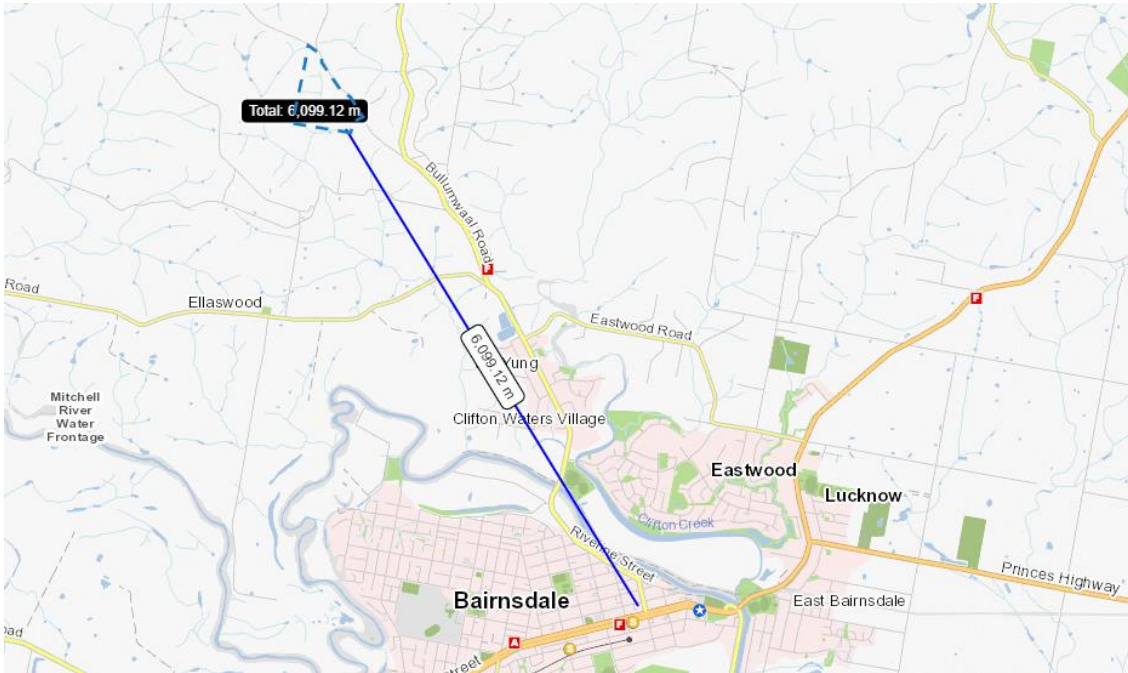 Total: 6,099.12 m
Bullumwaal Road
Road
Ellaswood
Eastwood Road
6,099.12 m
Yung
Mitchell
River
Water
Frontage
Clifton Waters Village
Eastwood
Lucknow
Clifton Creek
Riverine Street
Princes Highway
Bairnsdale
East Bairnsdale
F
F
F
A
S
S
oad
street